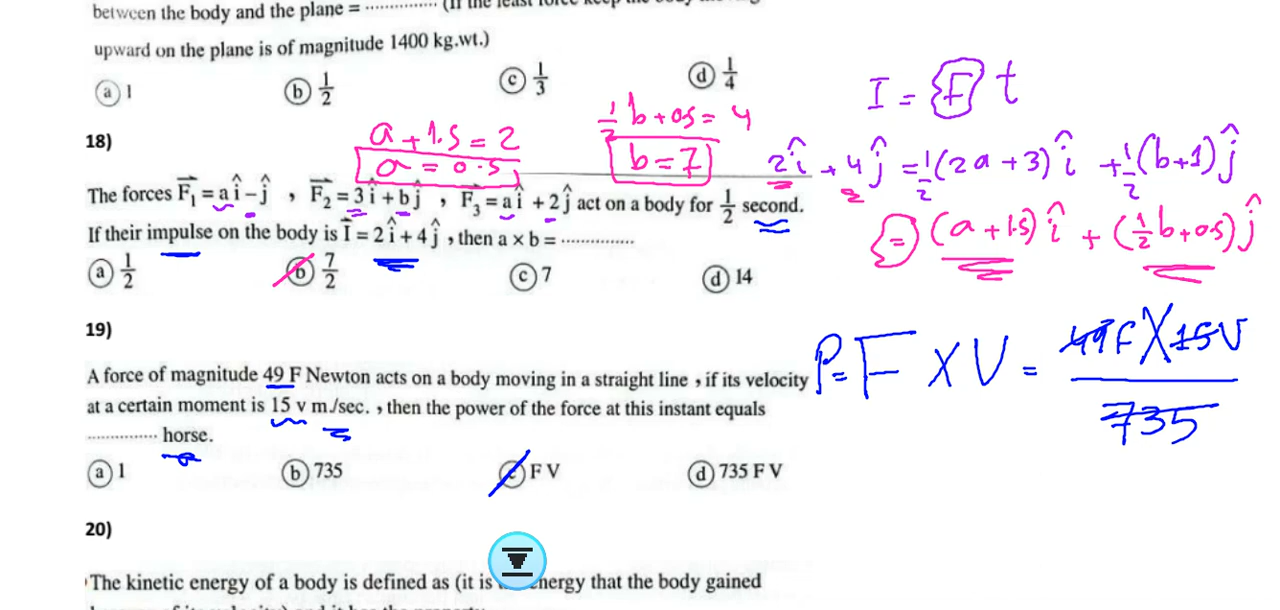 between the body and the plane = ............... (If the least force keep the body
upward on the plane is of magnitude 1400 kg.wt.)
ⓐ 1 ⓑ 1/2 ⓒ 1/3 ⓓ 1/4
I = F t
18)
a + 1.5 = 2
a = 0.5
1/2 b + 0.5 = 4
b = 7
2î + 4ĵ = 1/2 (2a + 3) î + 1/2 (b+1) ĵ
= (a + 1.5) î + (1/2 b + 0.5) ĵ
The forces F₁ = a î – ĵ , F₂ = 3 î + b ĵ , F₃ = a î + 2 ĵ act on a body for 1/2 second.
If their impulse on the body is I = 2 î + 4 ĵ , then a × b = ...............
ⓐ 1/2 ⓑ 7/2 ⓒ 7 ⓓ 14
19)
A force of magnitude 49 F Newton acts on a body moving in a straight line , if its velocity
at a certain moment is 15 v m./sec. , then the power of the force at this instant equals
............... horse.
P = F × V = 49F × 15V / 735
ⓐ 1 ⓑ 735 ⓒ F V ⓓ 735 F V
20)
The kinetic energy of a body is defined as (it is energy that the body gained